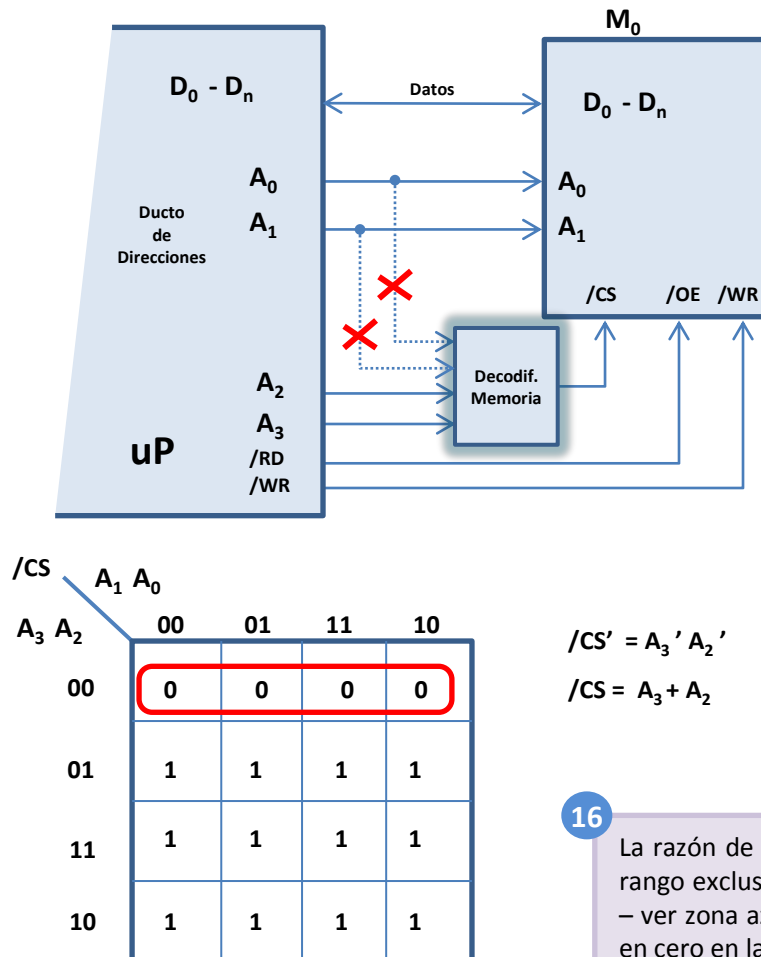 M0
D0 - Dn
Datos
D0 - Dn
A0
A0
Ducto
de
Direcciones
A1
A1
/CS /OE /WR
Decodif.
Memoria
A2
A3
uP
/RD
/WR
/CS
A1 A0
A3 A2
00 01 11 10
00 0 0 0 0
01 1 1 1 1
11 1 1 1 1
10 1 1 1 1
/CS' = A3' A2'
/CS = A3 + A2
16
La razón de
rango exclus
– ver zona a
en cero en la